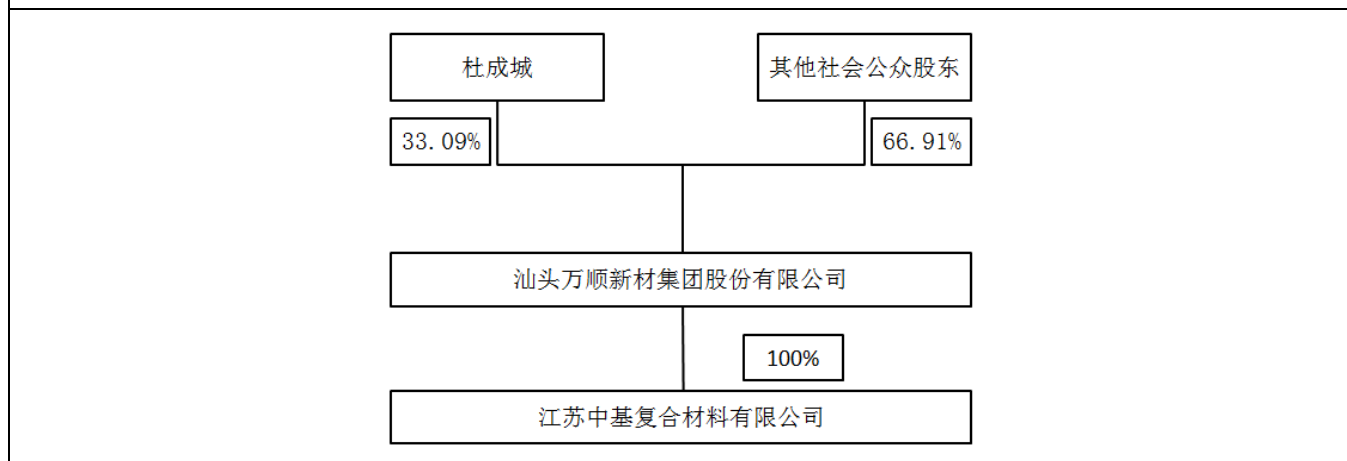 杜成城
其他社会公众股东
33.09%
66.91%
汕头万顺新材集团股份有限公司
100%
江苏中基复合材料有限公司